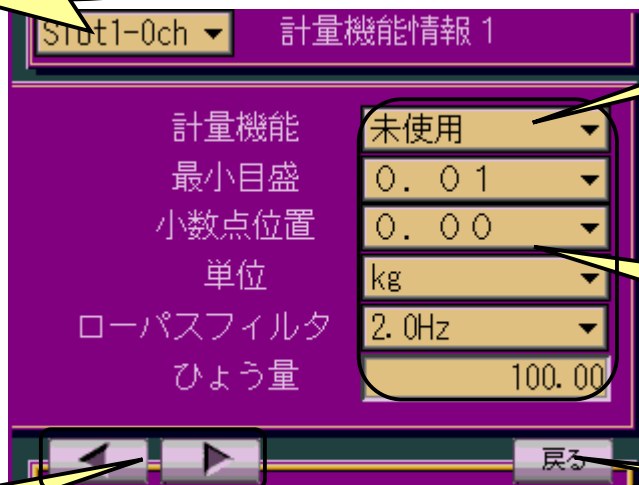 Slot1-0ch 計量機能情報 1
計量機能 未使用
最小目盛 0.01
小数点位置 0.00
単位 kg
ローパスフィルタ 2.0Hz
ひょう量 100.00
戻る